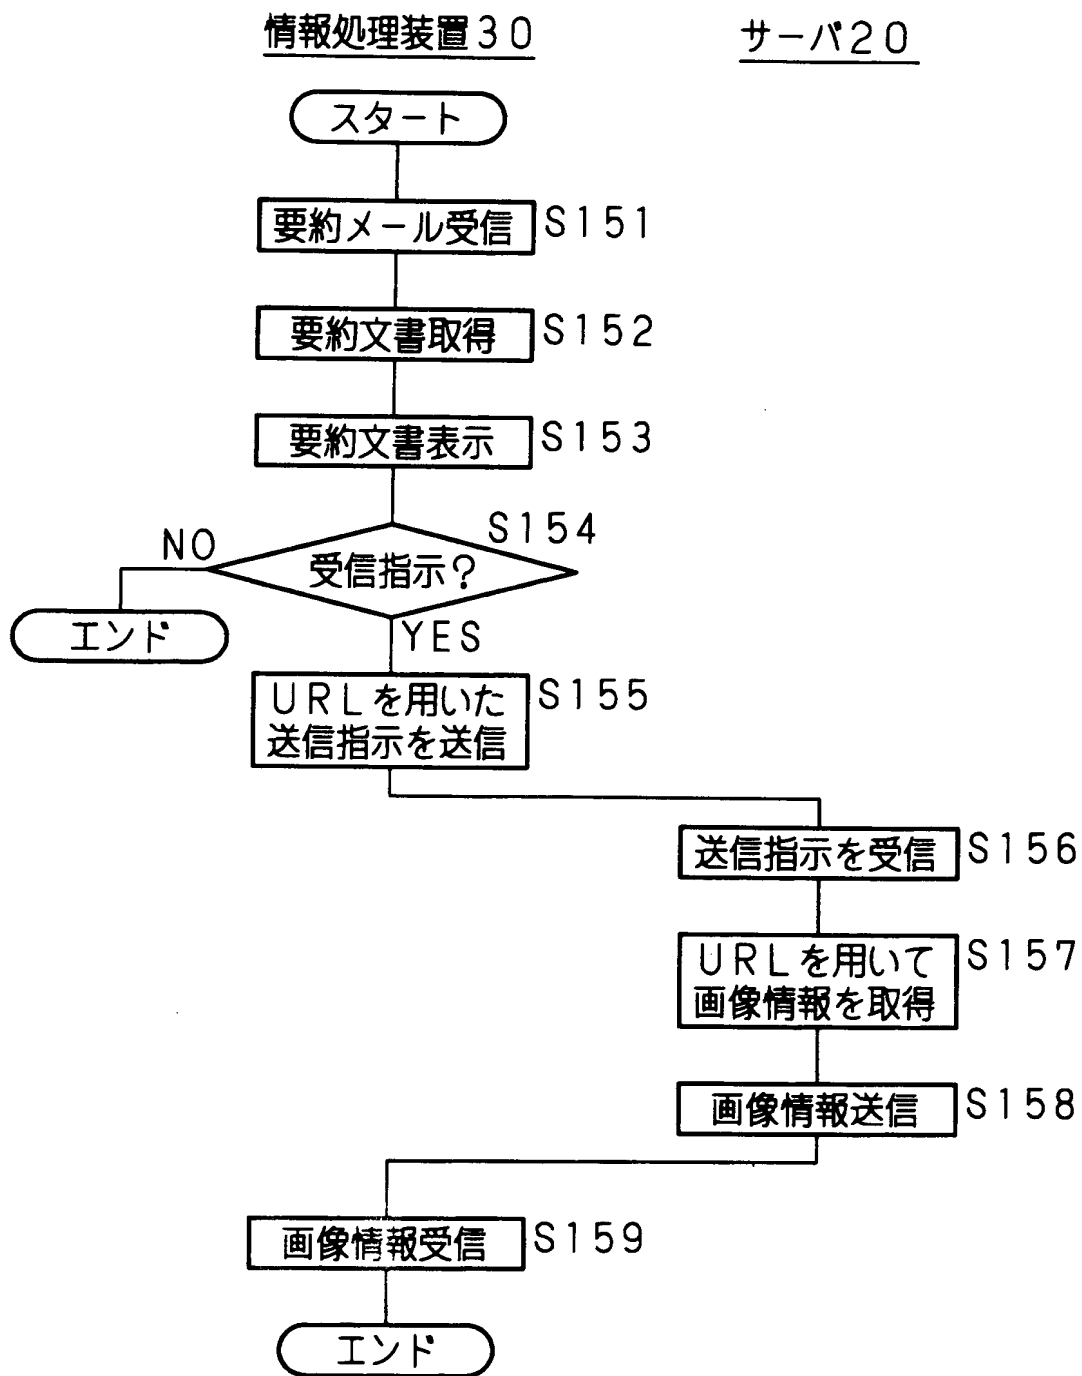 情報処理装置30
サーバ20
スタート
要約メール受信 S151
要約文書取得 S152
要約文書表示 S153
S154
NO
受信指示?
エンド
YES
URLを用いた
送信指示を送信
S155
送信指示を受信 S156
URLを用いて
画像情報を取得
S157
画像情報送信 S158
画像情報受信 S159
エンド